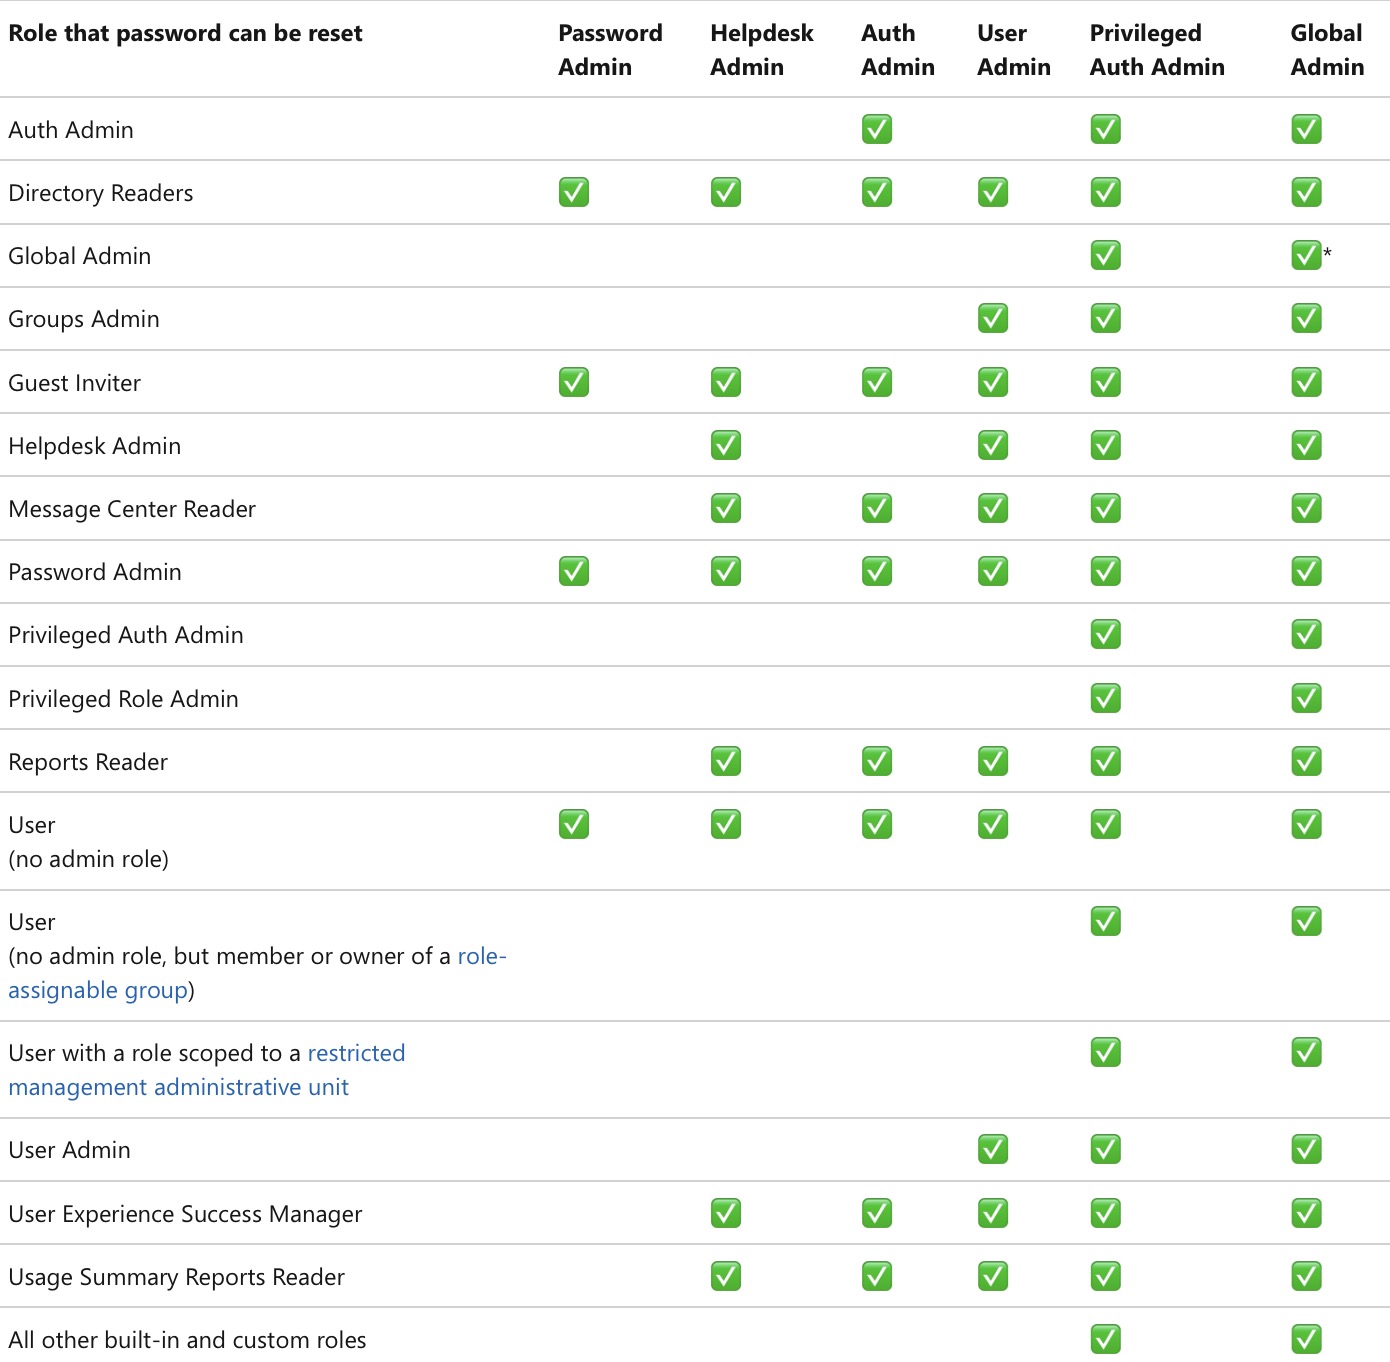 Role that password can be reset Password Admin Helpdesk Admin Auth Admin User Admin Privileged Auth Admin Global Admin
Auth Admin ✅ ✅ ✅
Directory Readers ✅ ✅ ✅ ✅ ✅ ✅
Global Admin ✅ ✅*
Groups Admin ✅ ✅ ✅
Guest Inviter ✅ ✅ ✅ ✅ ✅ ✅
Helpdesk Admin ✅ ✅ ✅ ✅
Message Center Reader ✅ ✅ ✅ ✅ ✅
Password Admin ✅ ✅ ✅ ✅ ✅ ✅
Privileged Auth Admin ✅ ✅
Privileged Role Admin ✅ ✅
Reports Reader ✅ ✅ ✅ ✅ ✅
User ✅ ✅ ✅ ✅ ✅ ✅
(no admin role)
User ✅ ✅
(no admin role, but member or owner of a role-
assignable group)
User with a role scoped to a restricted ✅ ✅
management administrative unit
User Admin ✅ ✅ ✅
User Experience Success Manager ✅ ✅ ✅ ✅ ✅
Usage Summary Reports Reader ✅ ✅ ✅ ✅ ✅
All other built-in and custom roles ✅ ✅